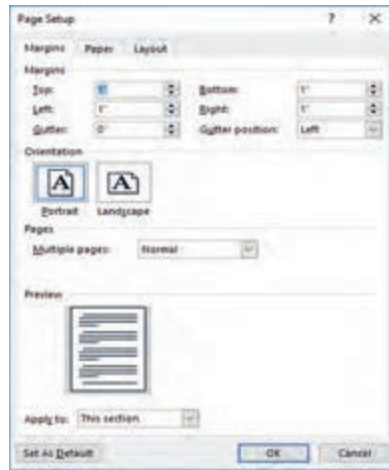 Page Setup ? ×
Margins Paper Layout
Margins
Top: 1" Bottom: 1"
Left: 1" Right: 1"
Gutter: 0" Gutter position: Left
Orientation
A A
Portrait Landscape
Pages
Multiple pages: Normal
Preview
Apply to: This section
Set As Default OK Cancel